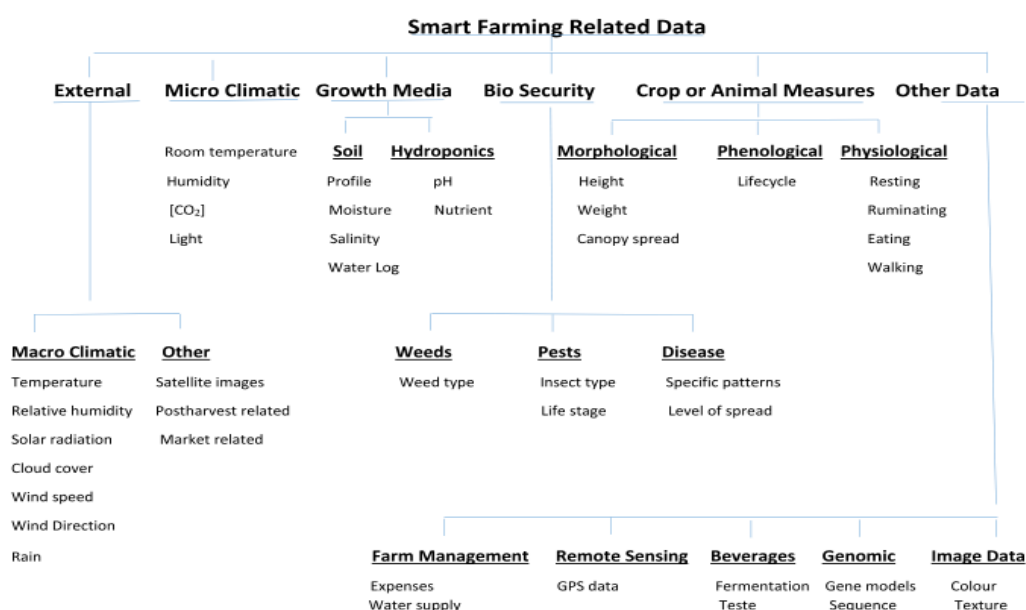 Smart Farming Related Data
External Micro Climatic Growth Media Bio Security Crop or Animal Measures Other Data
Room temperature
Humidity
[CO₂]
Light
Soil
Profile
Moisture
Salinity
Water Log
Hydroponics
pH
Nutrient
Morphological
Height
Weight
Canopy spread
Phenological
Lifecycle
Physiological
Resting
Ruminating
Eating
Walking
Macro Climatic
Temperature
Relative humidity
Solar radiation
Cloud cover
Wind speed
Wind Direction
Rain
Other
Satellite images
Postharvest related
Market related
Weeds
Weed type
Pests
Insect type
Life stage
Disease
Specific patterns
Level of spread
Farm Management
Expenses
Water supply
Remote Sensing
GPS data
Beverages
Fermentation
Teste
Genomic
Gene models
Sequence
Image Data
Colour
Texture